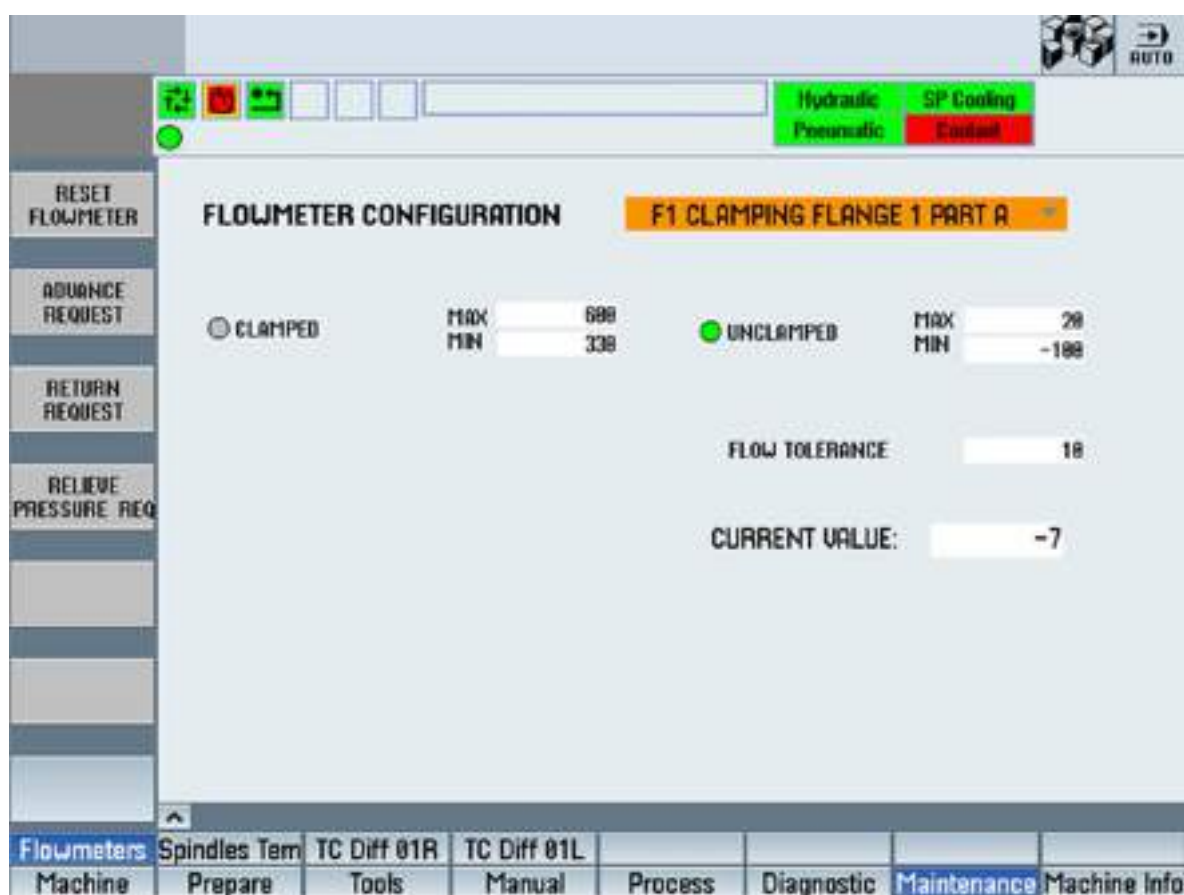 AUTO
Hydraulic SP Cooling
Pneumatic Coolant
RESET
FLOWMETER
FLOWMETER CONFIGURATION F1 CLAMPING FLANGE 1 PART A
ADVANCE
REQUEST
CLAMPED MAX 600 UNCLAMPED MAX 20
MIN 330 MIN -100
RETURN
REQUEST
FLOW TOLERANCE 10
RELIEVE
PRESSURE REQ
CURRENT VALUE: -7
Flowmeters Spindles Tem TC Diff 01R TC Diff 01L
Machine Prepare Tools Manual Process Diagnostic Maintenance Machine Info